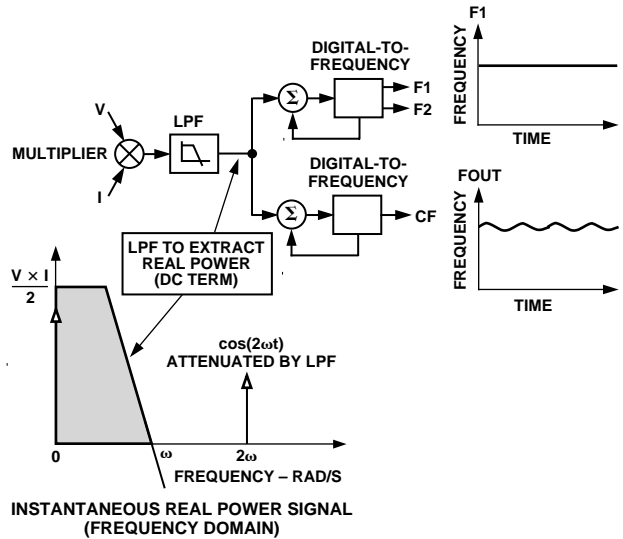 F1
DIGITAL-TO-
FREQUENCY
Σ
F1
F2
FREQUENCY
TIME
V
LPF
MULTIPLIER
I
DIGITAL-TO-
FREQUENCY
Σ
CF
FOUT
FREQUENCY
TIME
LPF TO EXTRACT
REAL POWER
(DC TERM)
V × I
2
cos(2ωt)
ATTENUATED BY LPF
0
ω
2ω
FREQUENCY – RAD/S
INSTANTANEOUS REAL POWER SIGNAL
(FREQUENCY DOMAIN)